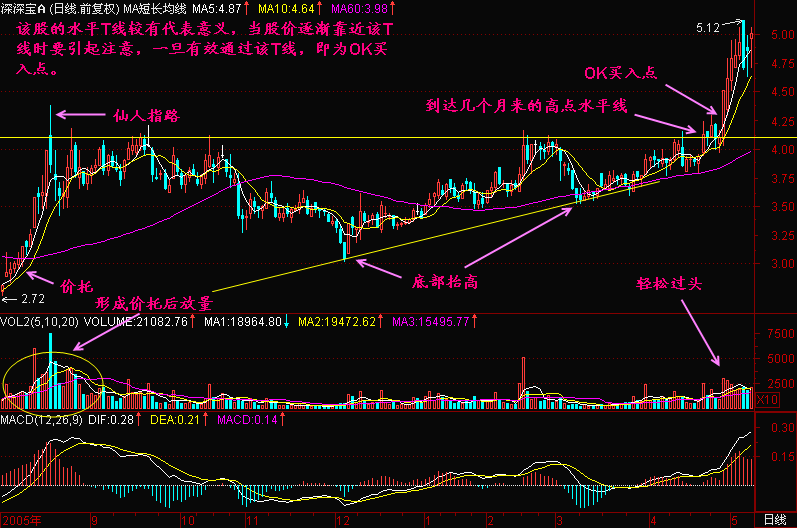 深深宝A (日线.前复权) MA短长均线 MA5:4.87↑ MA10:4.64↑ MA60:3.98↑
该股的水平T线较有代表意义，当股价逐渐靠近该T
线时要引起注意，一旦有效通过该T线，即为OK买
入点。
5.12
5.00
4.75
OK买入点
4.50
到达几个月来的高点水平线
仙人指路
4.25
4.00
3.75
3.50
3.25
3.00
价托
底部抬高
轻松过头
2.72
形成价托后放量
VOL2(5,10,20) VOLUME:21082.76↑ MA1:18964.80↓ MA2:19472.62↑ MA3:15495.77↑
7500
5000
2500
X10
MACD(12,26,9) DIF:0.28↑ DEA:0.21↑ MACD:0.14↑
0.30
0.15
2006年 9 10 11 12 1 2 3 4 5 日线